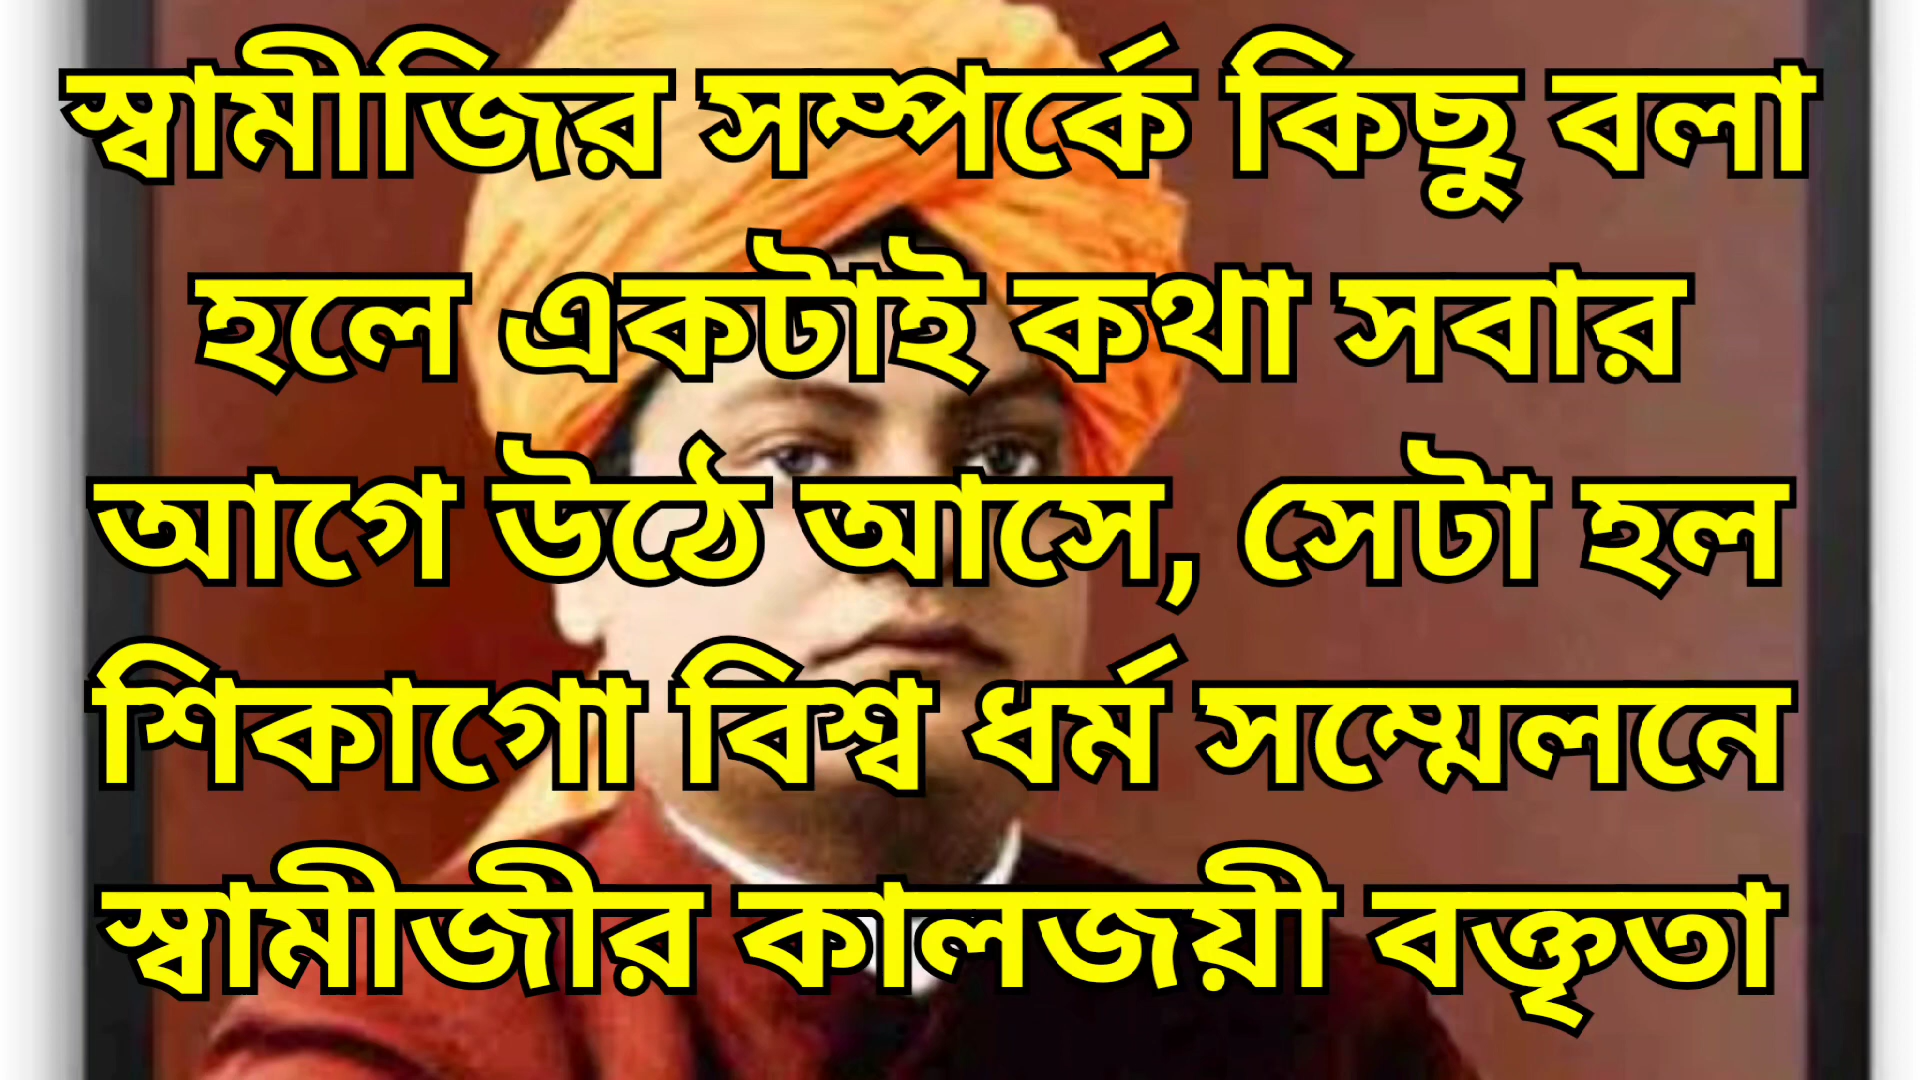 স্বামীজির সম্পর্কে কিছু বলা
হলে একটাই কথা সবার
আগে উঠে আসে, সেটা হল
শিকাগো বিশ্ব ধর্ম সম্মেলনে
স্বামীজীর কালজয়ী বক্তৃতা